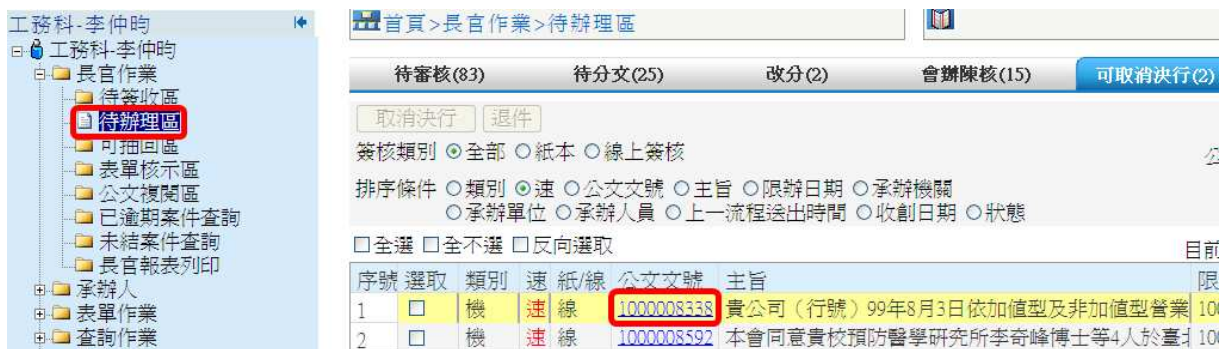 工務科-李仲昀
工務科-李仲昀
長官作業
待簽收區
待辦理區
可抽回區
表單核示區
公文複閱區
已逾期案件查詢
未結案件查詢
長官報表列印
承辦人
表單作業
查詢作業
首頁>長官作業>待辦理區
待審核(83) 待分文(25) 改分(2) 會辦陳核(15) 可取消決行(2)
取消決行 退件
簽核類別 全部 紙本 線上簽核
排序條件 類別 速 公文文號 主旨 限辦日期 承辦機關
承辦單位 承辦人員 上一流程送出時間 收創日期 狀態
全選 全不選 反向選取 目前
序號 選取 類別 速 紙/線 公文文號 主旨 限
1 機 速 線 1000008338 貴公司（行號）99年8月3日依加值型及非加值型營業 100
2 機 速 線 1000008592 本會同意貴校預防醫學研究所李奇峰博士等4人於臺北 100